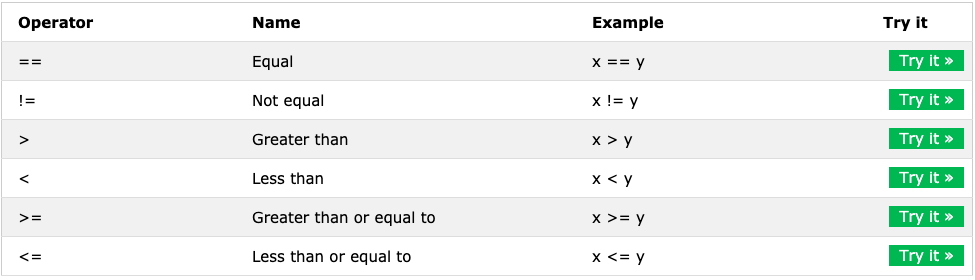 Operator Name Example Try it
== Equal x == y Try it »
!= Not equal x != y Try it »
> Greater than x > y Try it »
< Less than x < y Try it »
>= Greater than or equal to x >= y Try it »
<= Less than or equal to x <= y Try it »